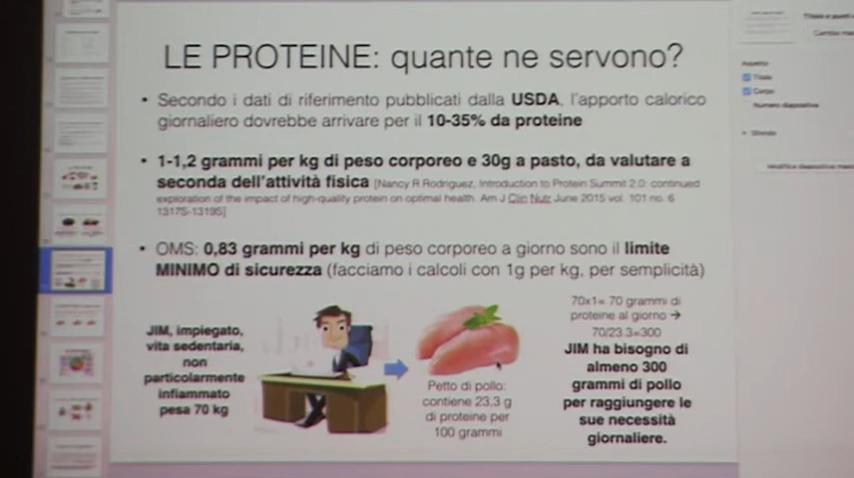 LE PROTEINE: quante ne servono?
• Secondo i dati di riferimento pubblicati dalla USDA, l'apporto calorico
giornaliero dovrebbe arrivare per il 10-35% da proteine
• 1-1,2 grammi per kg di peso corporeo e 30g a pasto, da valutare a
seconda dell'attività fisica [Nancy R Rodriguez, Introduction to Protein Summit 2.0: continued
exploration of the impact of high-quality protein on optimal health. Am J Clin Nutr June 2015 vol. 101 no. 6
1317S-1319S]
• OMS: 0,83 grammi per kg di peso corporeo a giorno sono il limite
MINIMO di sicurezza (facciamo i calcoli con 1g per kg, per semplicità)
JIM, impiegato,
vita sedentaria,
non
particolarmente
infiammato
pesa 70 kg
Petto di pollo:
contiene 23,3 g
di proteine per
100 grammi
70x1= 70 grammi di
proteine al giorno →
70/23.3=300
JIM ha bisogno di
almeno 300
grammi di pollo
per raggiungere le
sue necessità
giornaliere.
Aspetto
Titolo
Corpo
Numero diapositiva
Sfondo